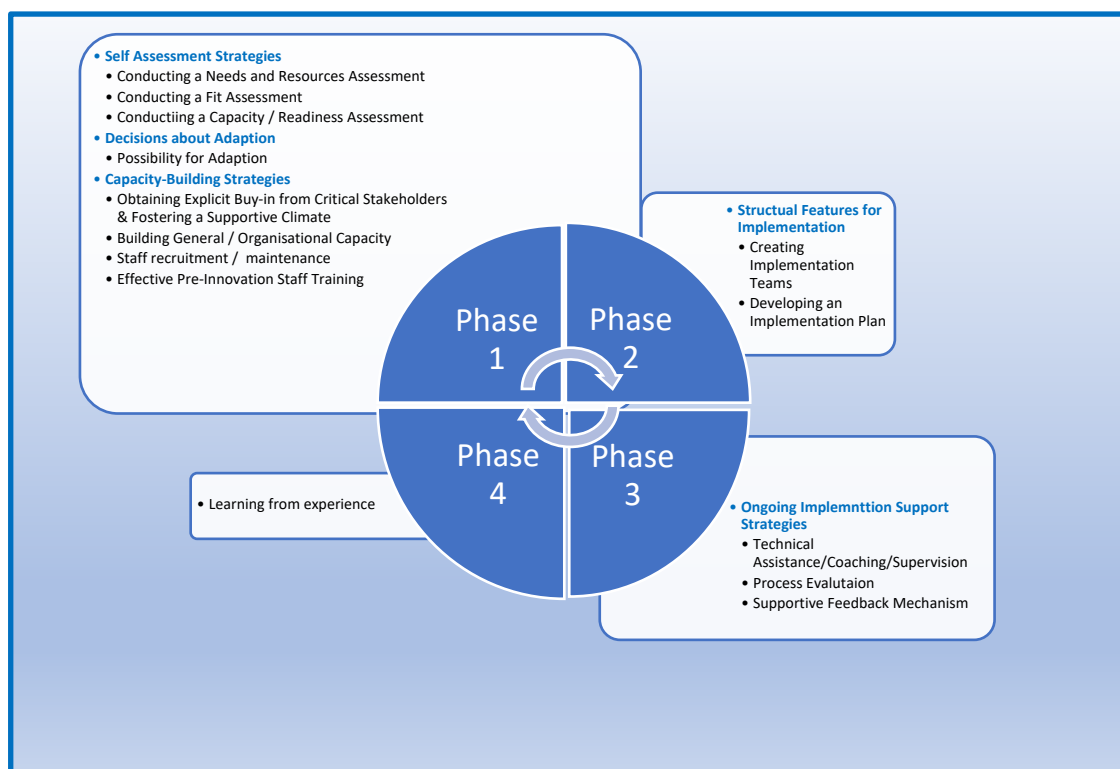 • Self Assessment Strategies
• Conducting a Needs and Resources Assessment
• Conducting a Fit Assessment
• Conductiing a Capacity / Readiness Assessment
• Decisions about Adaption
• Possibility for Adaption
• Capacity-Building Strategies
• Obtaining Explicit Buy-in from Critical Stakeholders
& Fostering a Supportive Climate
• Building General / Organisational Capacity
• Staff recruitment / maintenance
• Effective Pre-Innovation Staff Training
• Structual Features for
Implementation
• Creating
Implementation
Teams
• Developing an
Implementation Plan
Phase
1
Phase
2
Phase
4
Phase
3
• Learning from experience
• Ongoing Implemnttion Support
Strategies
• Technical
Assistance/Coaching/Supervision
• Process Evalutaion
• Supportive Feedback Mechanism